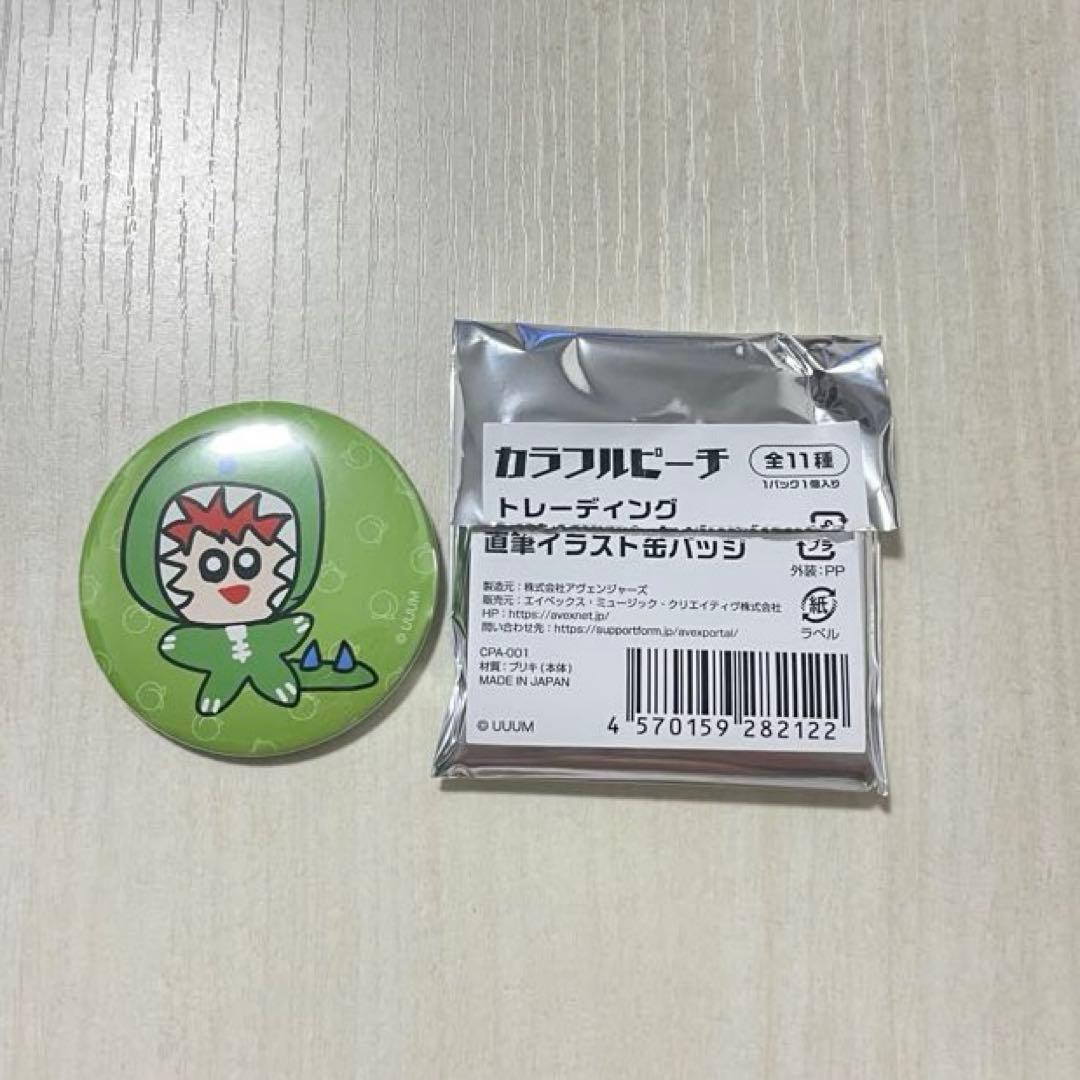 カラフルピーチ 全11種
1パック1個入り
トレーディング
直筆イラスト缶バッジ
プラ
外装:PP
製造元:株式会社アヴェンジャーズ
販売元:エイベックス・ミュージック・クリエイティヴ株式会社
HP:https://avexnet.jp/
問い合わせ先:https://supportform.jp/avexportal/
紙
ラベル
CPA-001
材質:ブリキ(本体)
MADE IN JAPAN
© UUUM
4 570159 282122
© UUUM